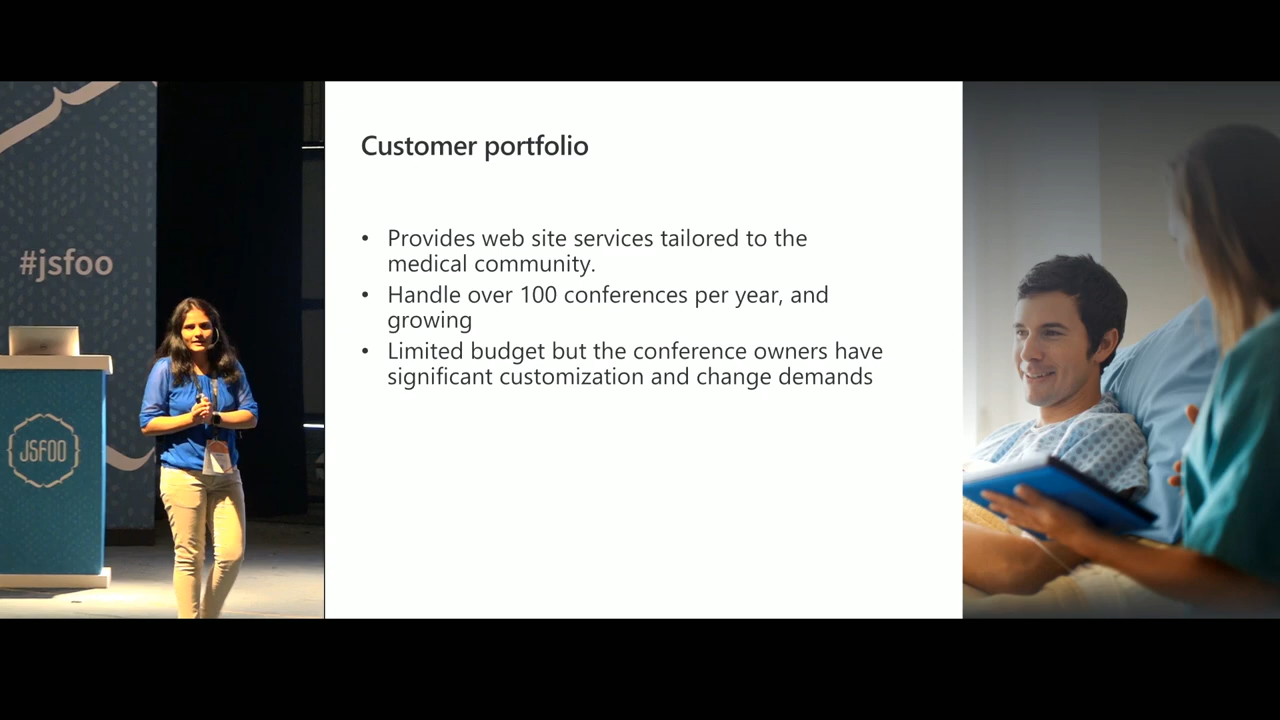 #jsfoo
JSFOO
Customer portfolio
• Provides web site services tailored to the
medical community.
• Handle over 100 conferences per year, and
growing
• Limited budget but the conference owners have
significant customization and change demands